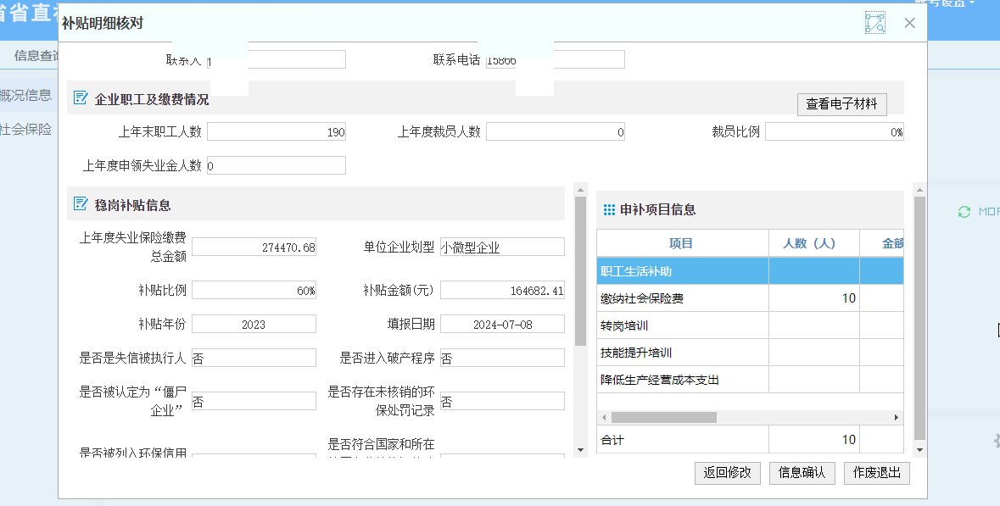 省省直
补贴明细核对
信息查
概况信息
社会保险
联系人 1
联系电话 15866
企业职工及缴费情况
查看电子材料
上年末职工人数 190
上年度裁员人数 0
裁员比例 0%
上年度申领失业金人数 0
稳岗补贴信息
上年度失业保险缴费
总金额 274470.68
单位企业划型 小微型企业
补贴比例 60%
补贴金额(元) 164682.41
补贴年份 2023
填报日期 2024-07-08
是否是失信被执行人 否
是否进入破产程序 否
是否被认定为“僵尸
企业” 否
是否存在未核销的环
保处罚记录 否
是否被列入环保信用
是否符合国家和所在
申补项目信息
项目 人数（人） 金额
职工生活补助
缴纳社会保险费 10
转岗培训
技能提升培训
降低生产经营成本支出
合计 10
返回修改 信息确认 作废退出